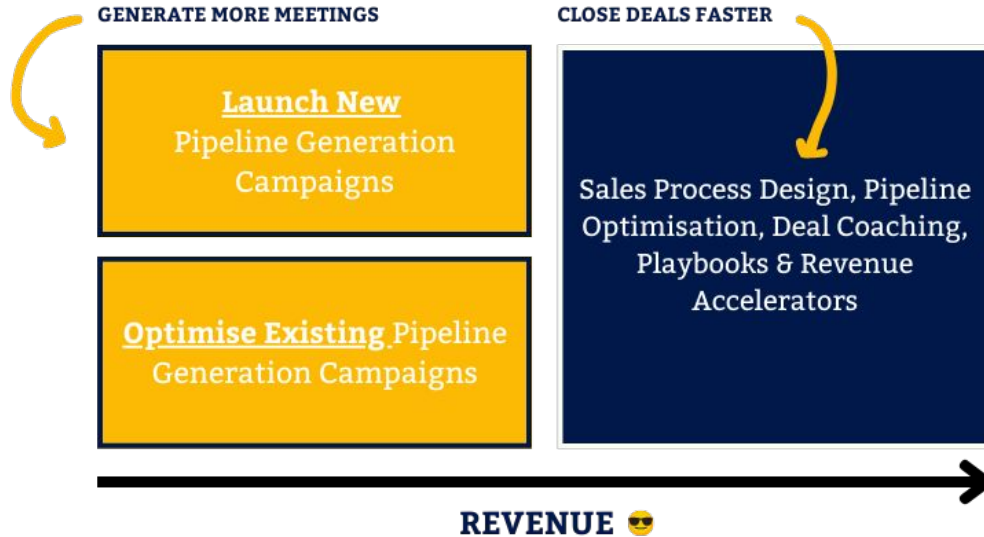 GENERATE MORE MEETINGS
CLOSE DEALS FASTER
Launch New
Pipeline Generation
Campaigns
Optimise Existing Pipeline
Generation Campaigns
Sales Process Design, Pipeline
Optimisation, Deal Coaching,
Playbooks & Revenue
Accelerators
REVENUE 😎